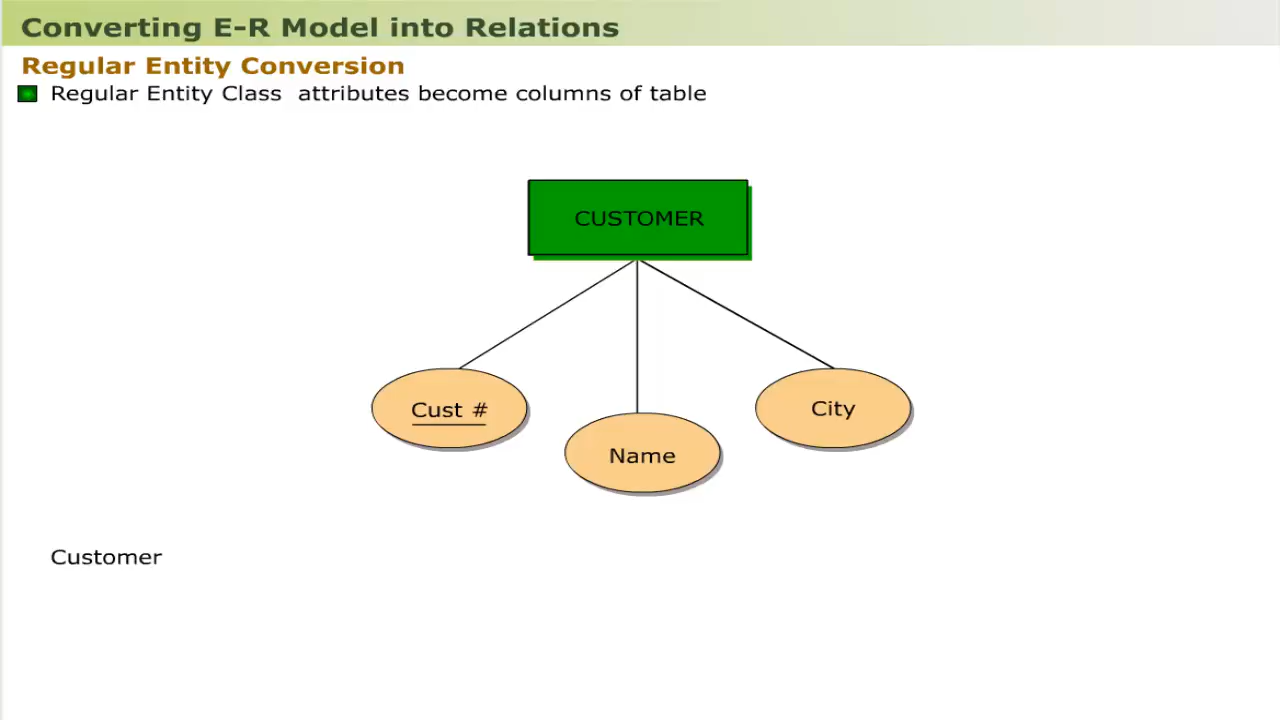 Converting E-R Model into Relations
Regular Entity Conversion
Regular Entity Class attributes become columns of table
CUSTOMER
Cust #
City
Name
Customer